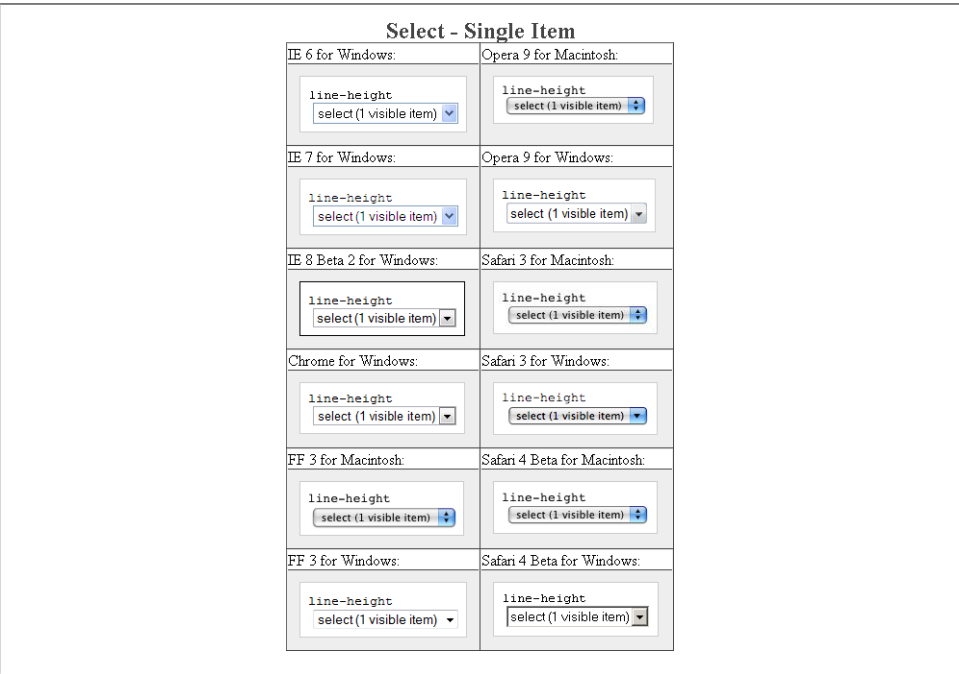 Select - Single Item
IE 6 for Windows:
line-height
select (1 visible item)
Opera 9 for Macintosh:
line-height
select (1 visible item)
IE 7 for Windows:
line-height
select (1 visible item)
Opera 9 for Windows:
line-height
select (1 visible item)
IE 8 Beta 2 for Windows:
line-height
select (1 visible item)
Safari 3 for Macintosh:
line-height
select (1 visible item)
Chrome for Windows:
line-height
select (1 visible item)
Safari 3 for Windows:
line-height
select (1 visible item)
FF 3 for Macintosh:
line-height
select (1 visible item)
Safari 4 Beta for Macintosh:
line-height
select (1 visible item)
FF 3 for Windows:
line-height
select (1 visible item)
Safari 4 Beta for Windows:
line-height
select (1 visible item)